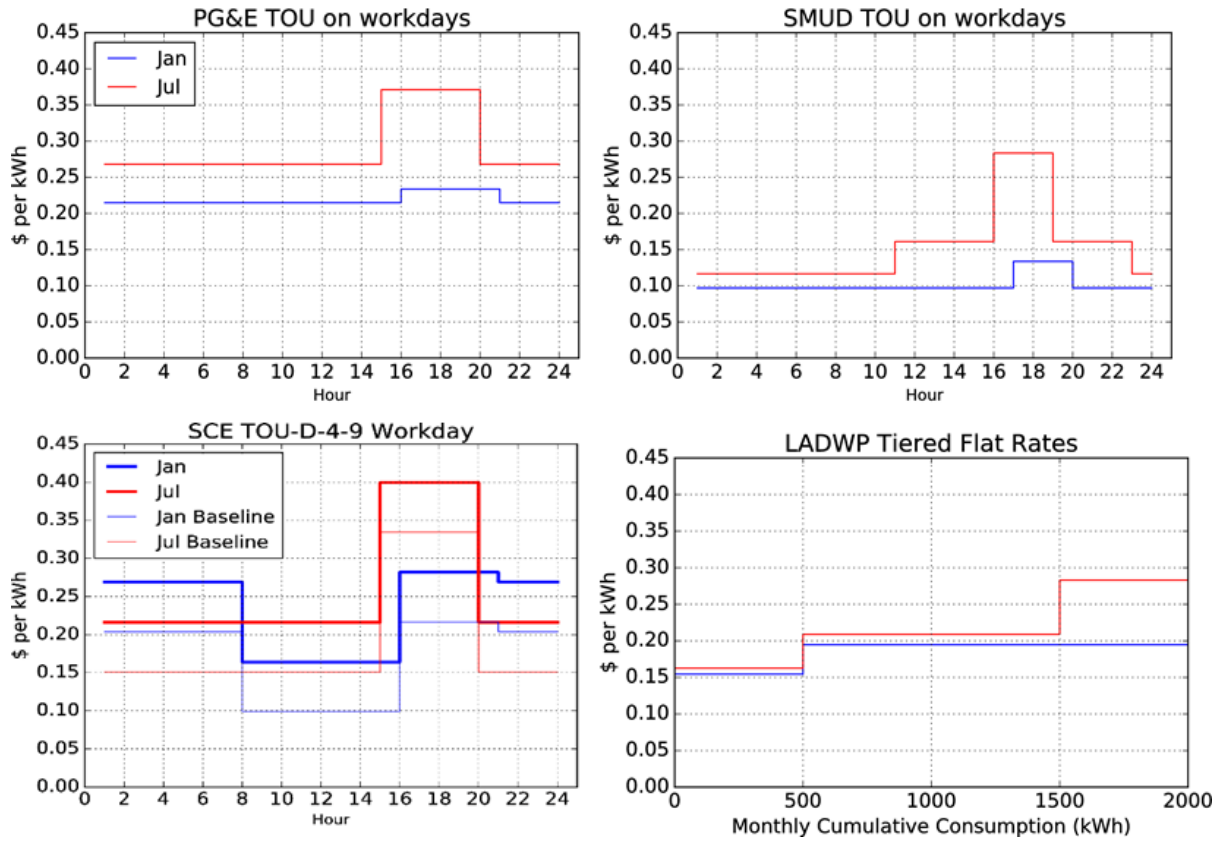 PG&E TOU on workdays
Jan
Jul
0.45
0.40
0.35
0.30
0.25
0.20
0.15
0.10
0.05
0.00
$ per kWh
0 2 4 6 8 10 12 14 16 18 20 22 24
Hour
SMUD TOU on workdays
0.45
0.40
0.35
0.30
0.25
0.20
0.15
0.10
0.05
0.00
$ per kWh
0 2 4 6 8 10 12 14 16 18 20 22 24
Hour
SCE TOU-D-4-9 Workday
Jan
Jul
Jan Baseline
Jul Baseline
0.45
0.40
0.35
0.30
0.25
0.20
0.15
0.10
0.05
0.00
$ per kWh
0 2 4 6 8 10 12 14 16 18 20 22 24
Hour
LADWP Tiered Flat Rates
0.45
0.40
0.35
0.30
0.25
0.20
0.15
0.10
0.05
0.00
$ per kWh
0 500 1000 1500 2000
Monthly Cumulative Consumption (kWh)